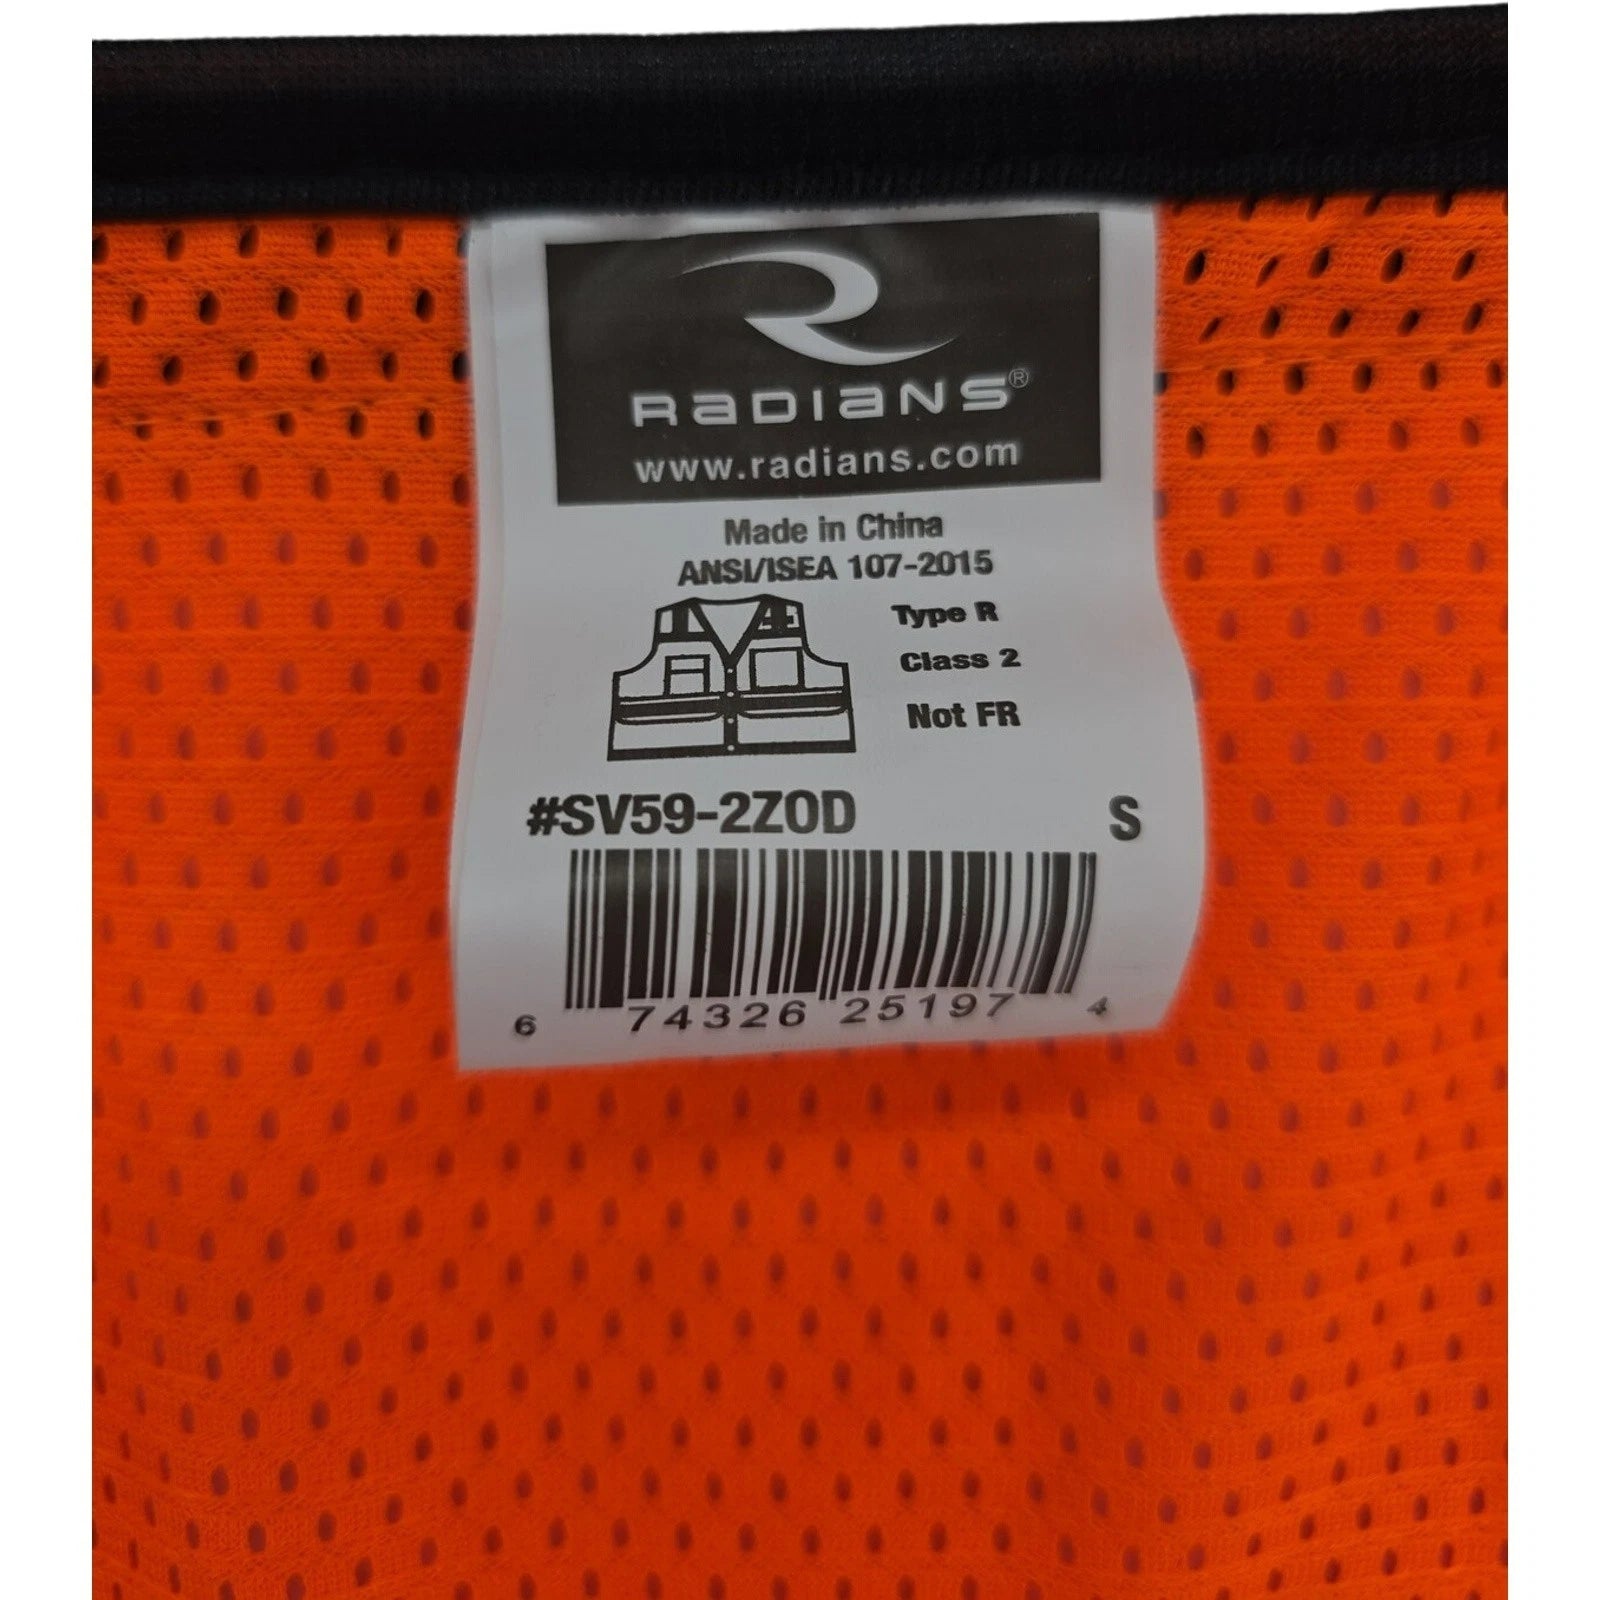 RADIANS®
www.radians.com
Made in China
ANSI/ISEA 107-2015
Type R
Class 2
Not FR
#SV59-2ZOD S
6 74326 25197 4